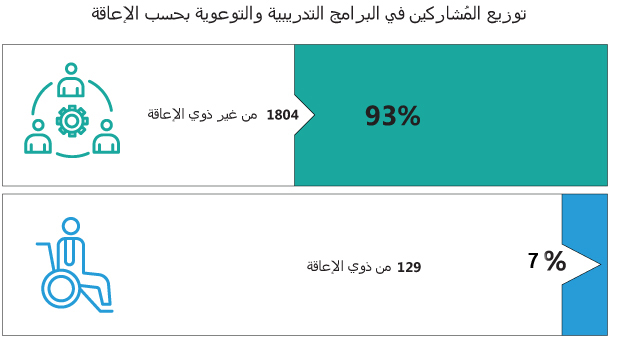 توزيع المُشاركين في البرامج التدريبية والتوعوية بحسب الإعاقة
93%
1804 من غير ذوي الإعاقة
7 %
129 من ذوي الإعاقة